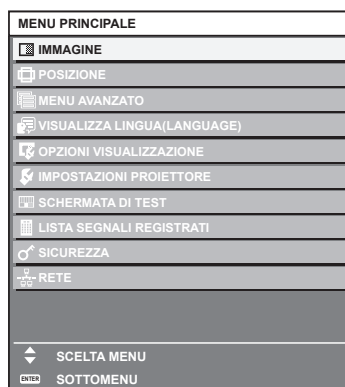 MENU PRINCIPALE
IMMAGINE
POSIZIONE
MENU AVANZATO
VISUALIZZA LINGUA(LANGUAGE)
OPZIONI VISUALIZZAZIONE
IMPOSTAZIONI PROIETTORE
SCHERMATA DI TEST
LISTA SEGNALI REGISTRATI
SICUREZZA
RETE
SCELTA MENU
ENTER SOTTOMENU